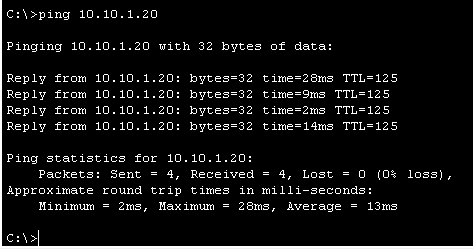 C:\>ping 10.10.1.20
Pinging 10.10.1.20 with 32 bytes of data:
Reply from 10.10.1.20: bytes=32 time=28ms TTL=125
Reply from 10.10.1.20: bytes=32 time=9ms TTL=125
Reply from 10.10.1.20: bytes=32 time=2ms TTL=125
Reply from 10.10.1.20: bytes=32 time=14ms TTL=125
Ping statistics for 10.10.1.20:
    Packets: Sent = 4, Received = 4, Lost = 0 (0% loss),
Approximate round trip times in milli-seconds:
    Minimum = 2ms, Maximum = 28ms, Average = 13ms
C:\>